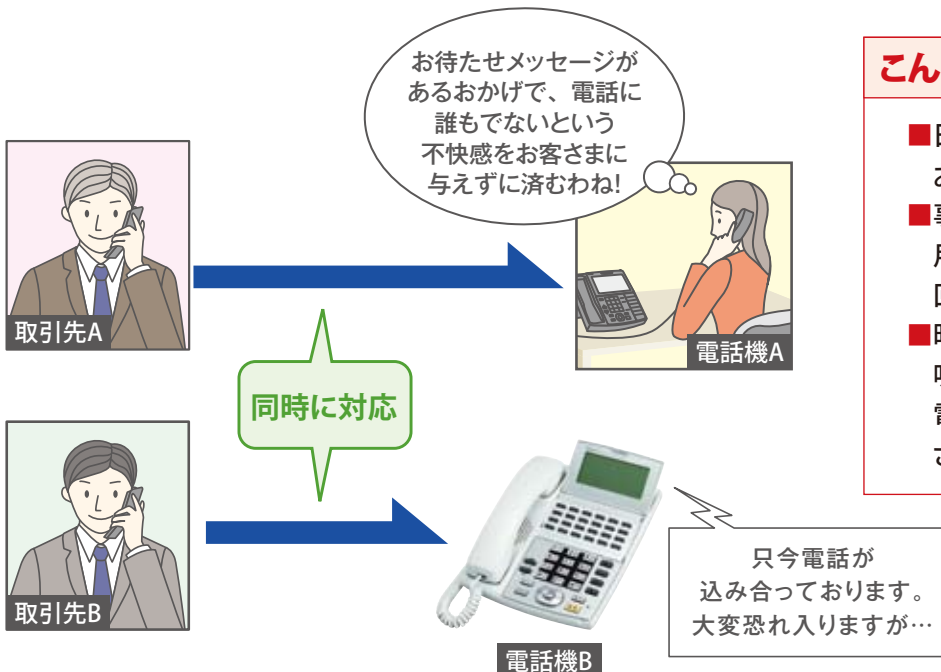 お待たせメッセージが
あるおかげで、電話に
誰もでないという
不快感をお客さまに
与えずに済むわね!
取引先A
電話機A
同時に対応
取引先B
電話機B
只今電話が
込み合っております。
大変恐れ入りますが…
こん